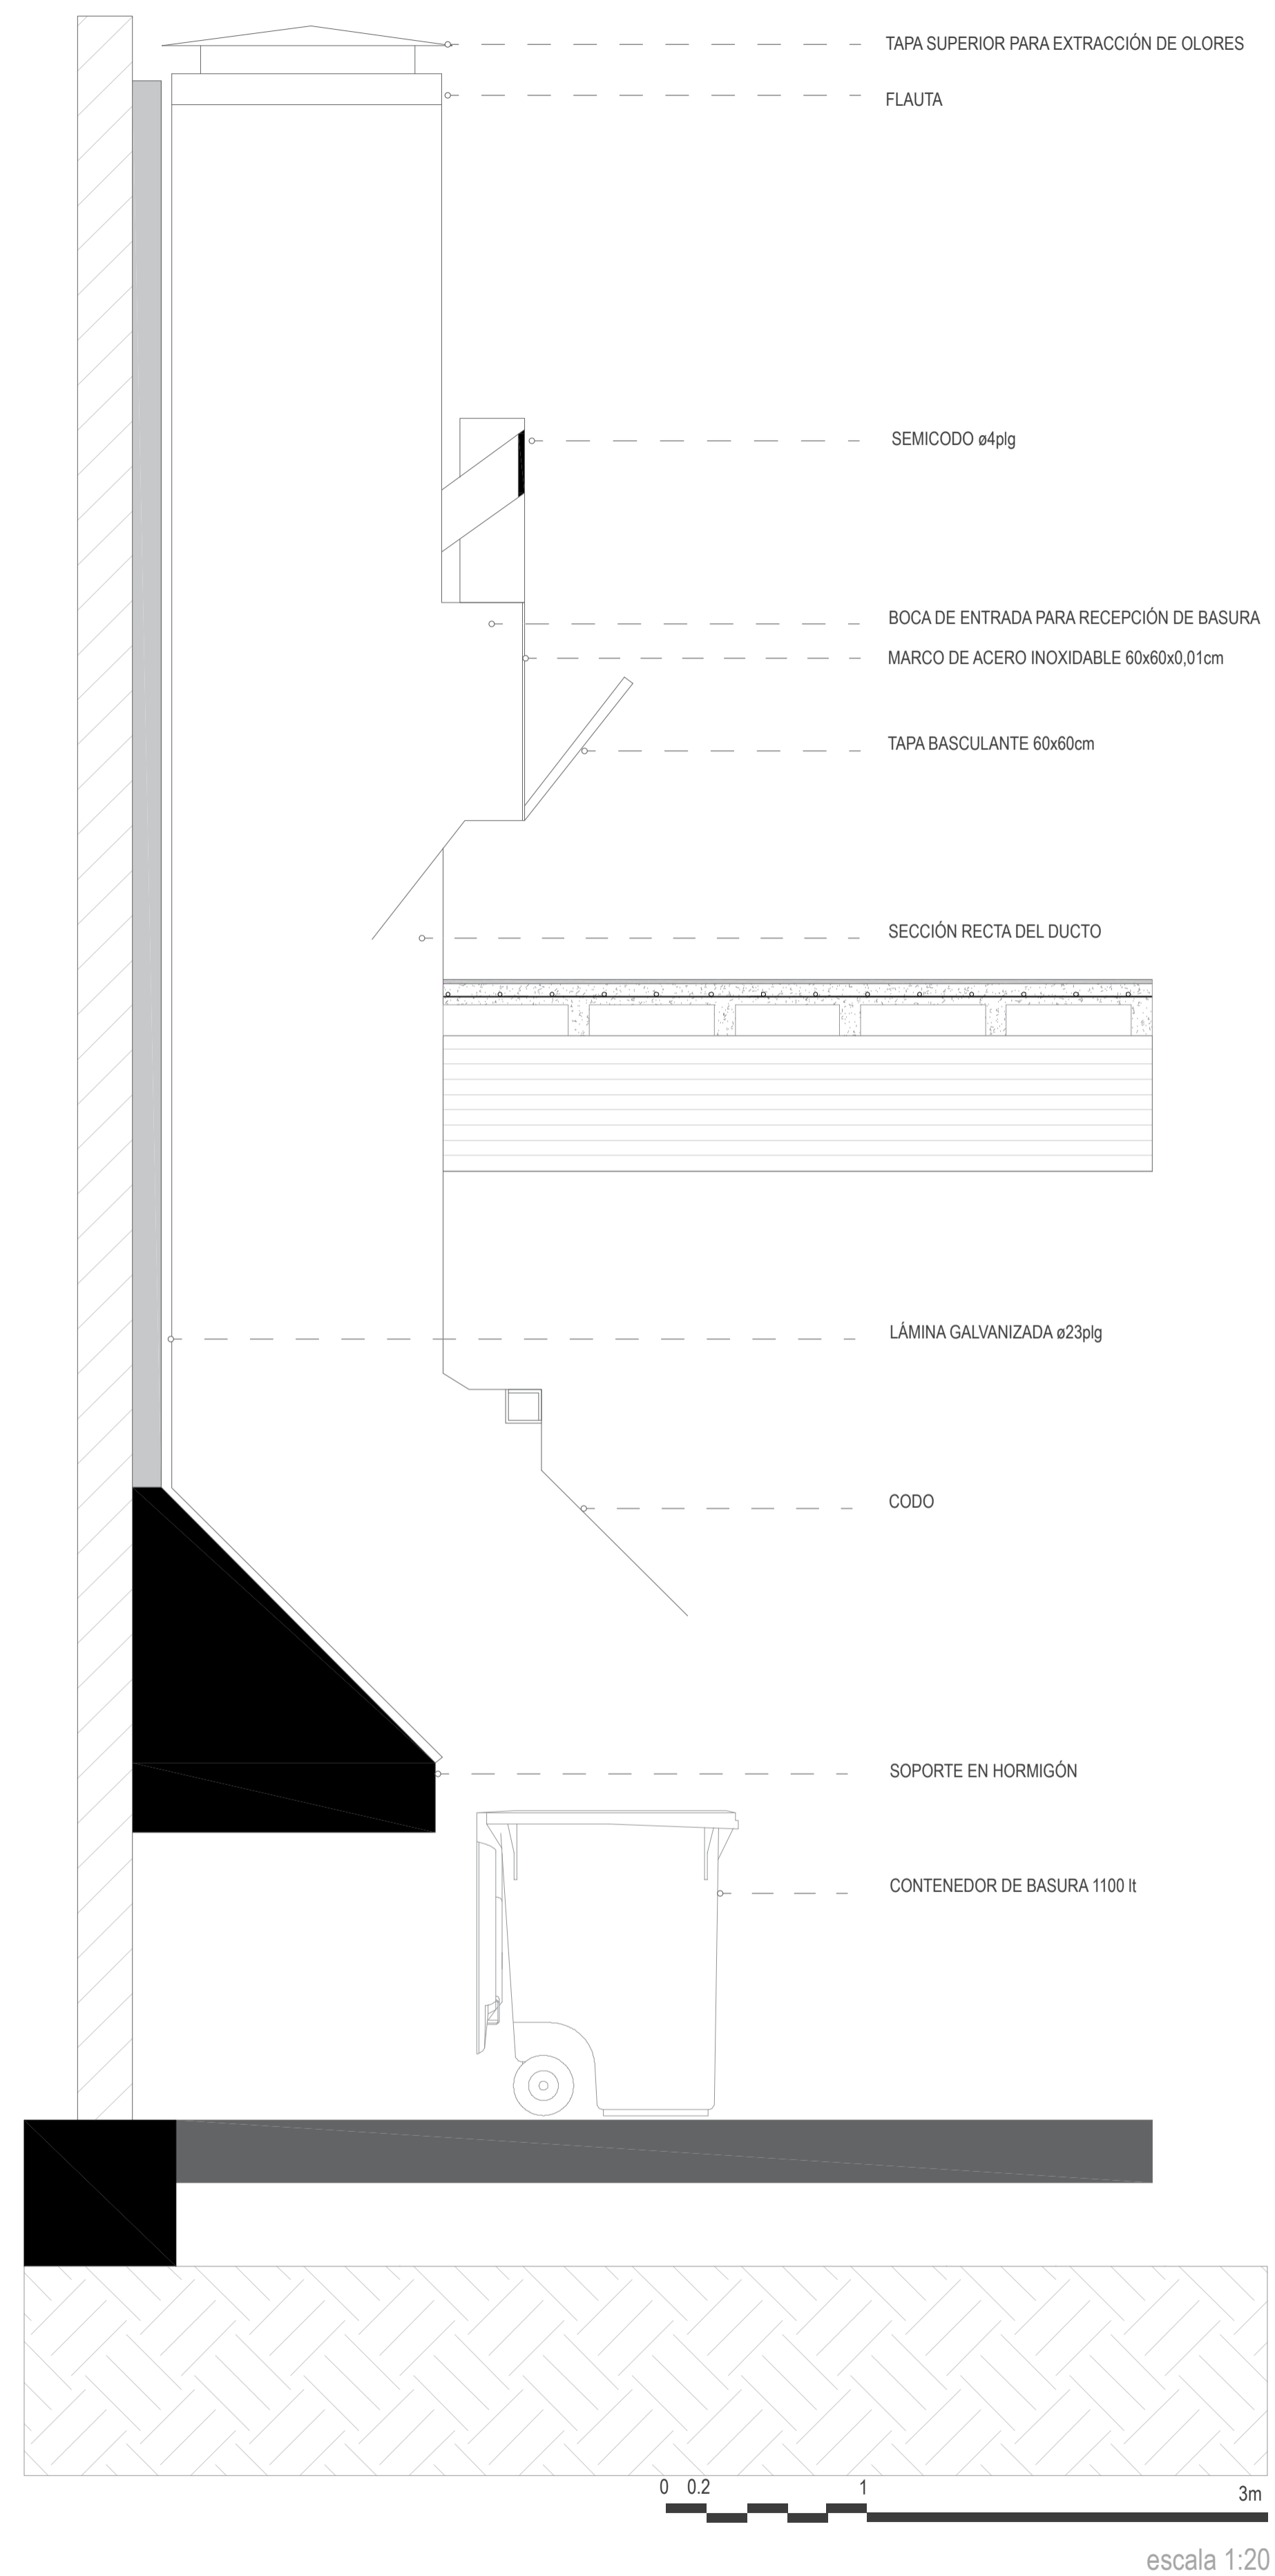 TAPA SUPERIOR PARA EXTRACCIÓN DE OLORES
FLAUTA
SEMICODO ø4plg
BOCA DE ENTRADA PARA RECEPCIÓN DE BASURA
MARCO DE ACERO INOXIDABLE 60x60x0,01cm
TAPA BASCULANTE 60x60cm
SECCIÓN RECTA DEL DUCTO
LÁMINA GALVANIZADA ø23plg
CODO
SOPORTE EN HORMIGÓN
CONTENEDOR DE BASURA 1100 lt
0 0.2 1 3m
escala 1:20